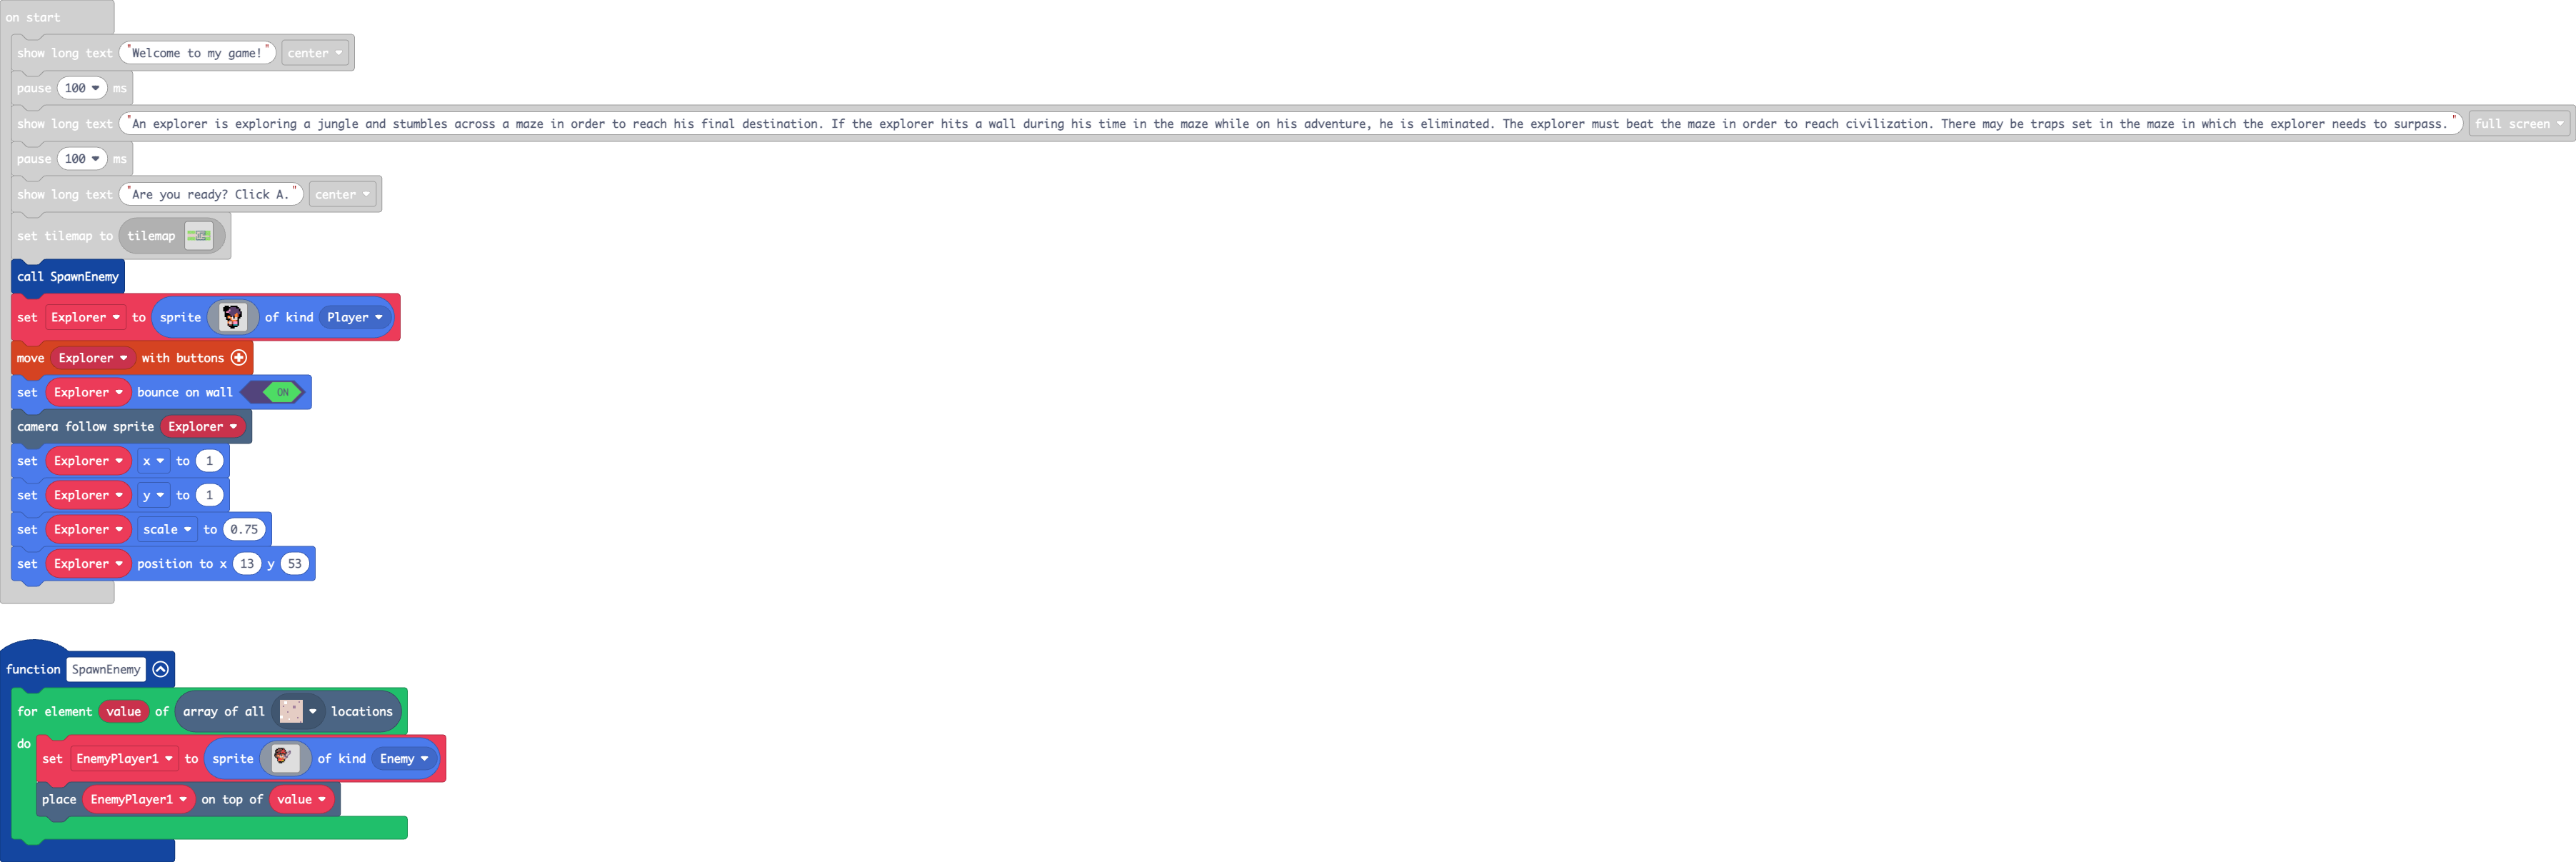 on start
show long text "Welcome to my game!" center
pause 100 ms
show long text "An explorer is exploring a jungle and stumbles across a maze in order to reach his final destination. If the explorer hits a wall during his time in the maze while on his adventure, he is eliminated. The explorer must beat the maze in order to reach civilization. There may be traps set in the maze in which the explorer needs to surpass." full screen
pause 100 ms
show long text "Are you ready? Click A." center
set tilemap to tilemap
call SpawnEnemy
set Explorer to sprite of kind Player
move Explorer with buttons
set Explorer bounce on wall ON
camera follow sprite Explorer
set Explorer x to 1
set Explorer y to 1
set Explorer scale to 0.75
set Explorer position to x 13 y 53
function SpawnEnemy
for element value of array of all locations
do
set EnemyPlayer1 to sprite of kind Enemy
place EnemyPlayer1 on top of value